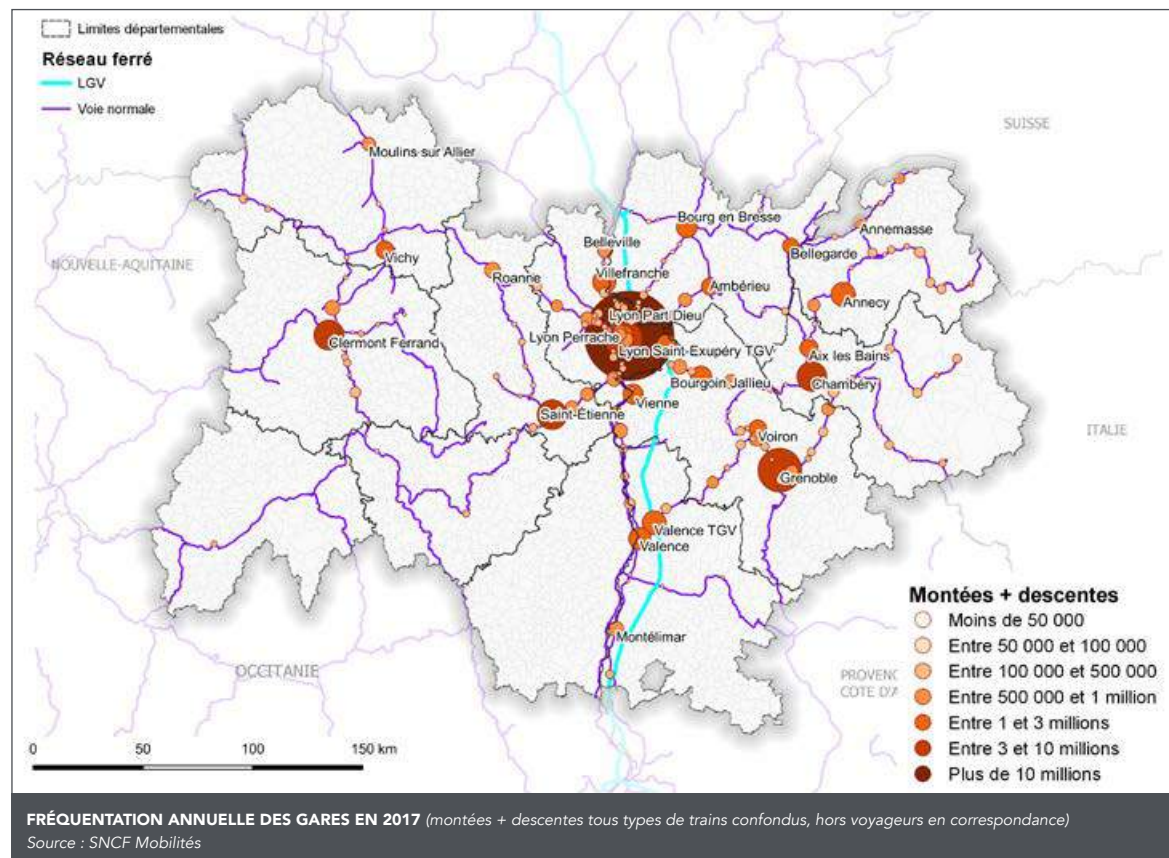 Limites départementales
Réseau ferré
LGV
Voie normale
SUISSE
Moulins sur Allier
Bourg en Bresse
Annemasse
Belleville
Bellegarde
NOUVELLE-AQUITAINE
Vichy
Roanne
Villefranche
Ambérieu
Annecy
Lyon Part Dieu
Clermont Ferrand
Lyon Perrache
Lyon Saint-Exupéry TGV
Aix les Bains
Bourgoin Jallieu
Chambéry
Vienne
Saint-Étienne
ITALIE
Voiron
Grenoble
Valence TGV
Valence
Montélimar
OCCITANIE
PROVENC
COTE D'A
Montées + descentes
Moins de 50 000
Entre 50 000 et 100 000
Entre 100 000 et 500 000
Entre 500 000 et 1 million
Entre 1 et 3 millions
Entre 3 et 10 millions
Plus de 10 millions
0 50 100 150 km
FRÉQUENTATION ANNUELLE DES GARES EN 2017 (montées + descentes tous types de trains confondus, hors voyageurs en correspondance)
Source : SNCF Mobilités